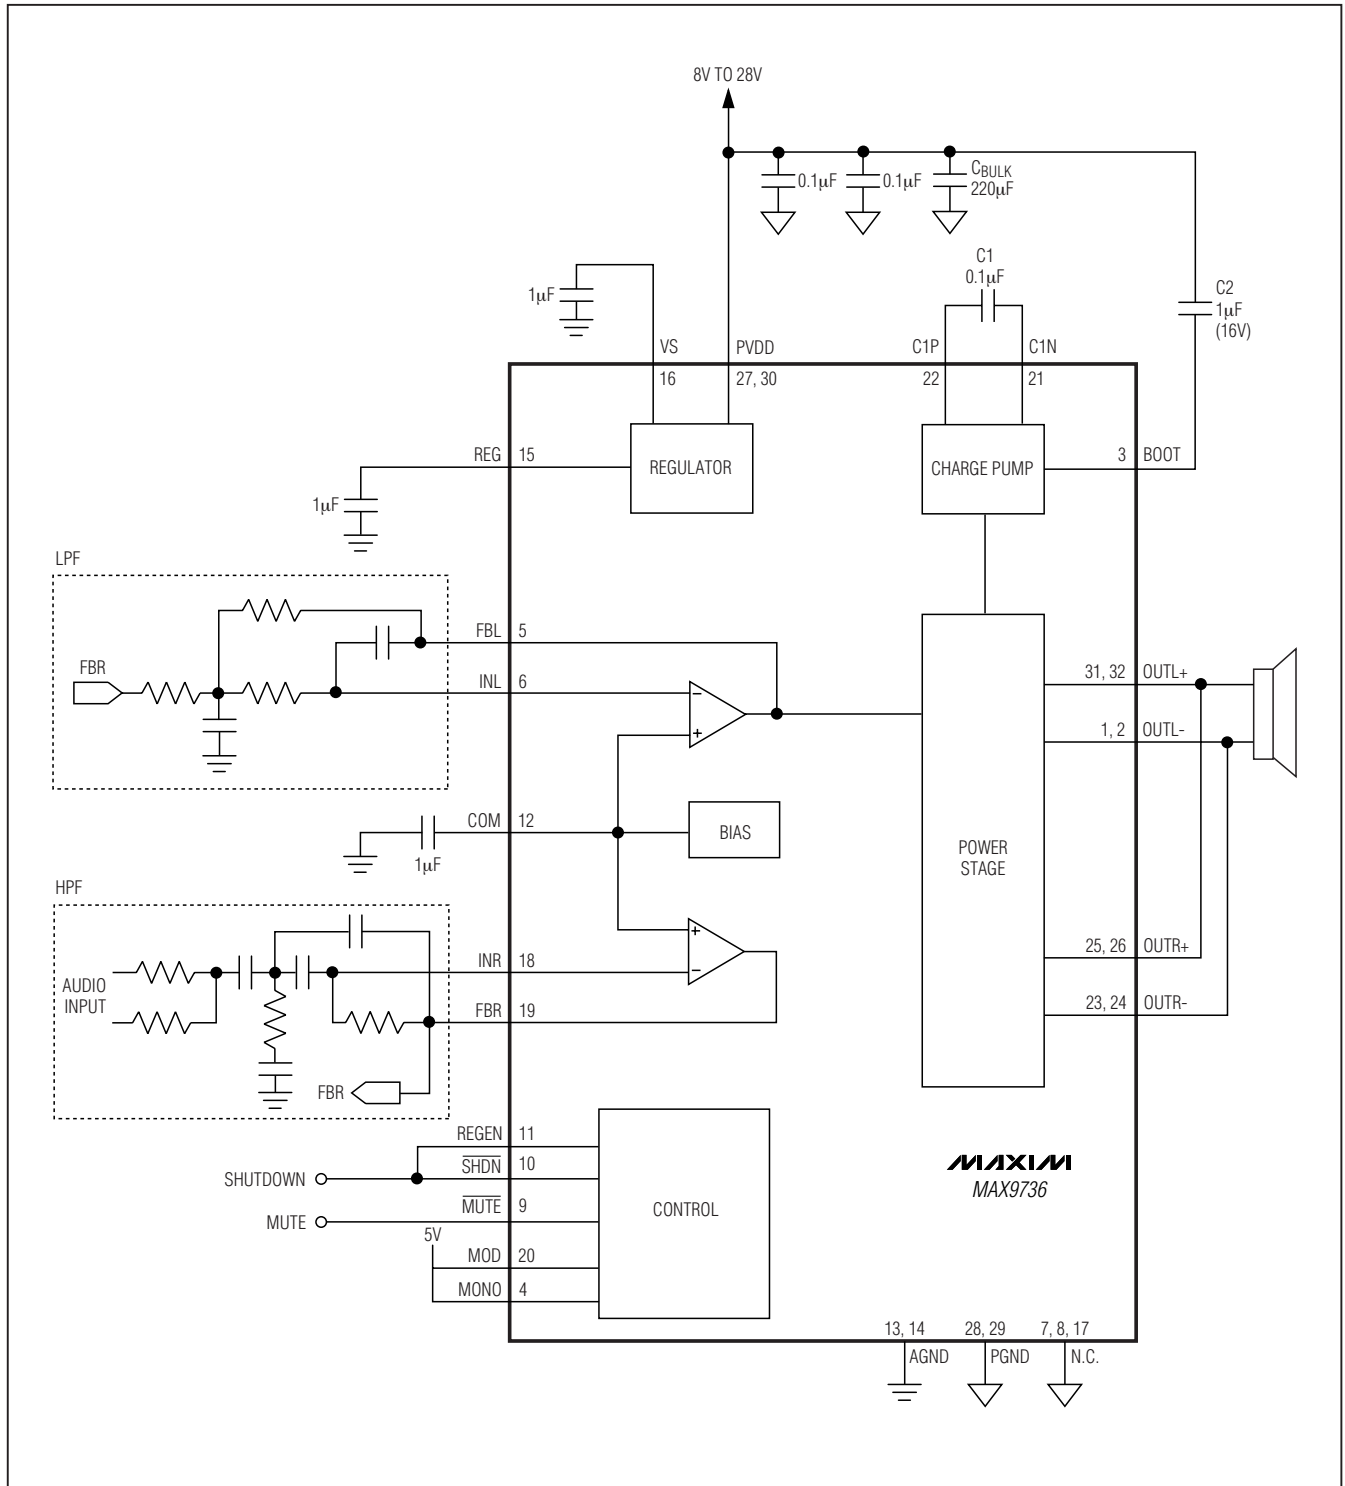 8V TO 28V
0.1μF
0.1μF
CBULK
220μF
C1
0.1μF
1μF
C2
1μF
(16V)
VS
PVDD
C1P
C1N
16
27, 30
22
21
REG
15
REGULATOR
CHARGE PUMP
3
BOOT
1μF
LPF
FBR
FBL
5
INL
6
31, 32
OUTL+
1, 2
OUTL-
COM
12
BIAS
1μF
POWER
STAGE
HPF
AUDIO
INPUT
INR
18
FBR
19
FBR
25, 26
OUTR+
23, 24
OUTR-
REGEN
11
SHUTDOWN
SHDN
10
MUTE
MUTE
9
CONTROL
5V
MOD
20
MONO
4
MAXIM
MAX9736
13, 14
28, 29
7, 8, 17
AGND
PGND
N.C.